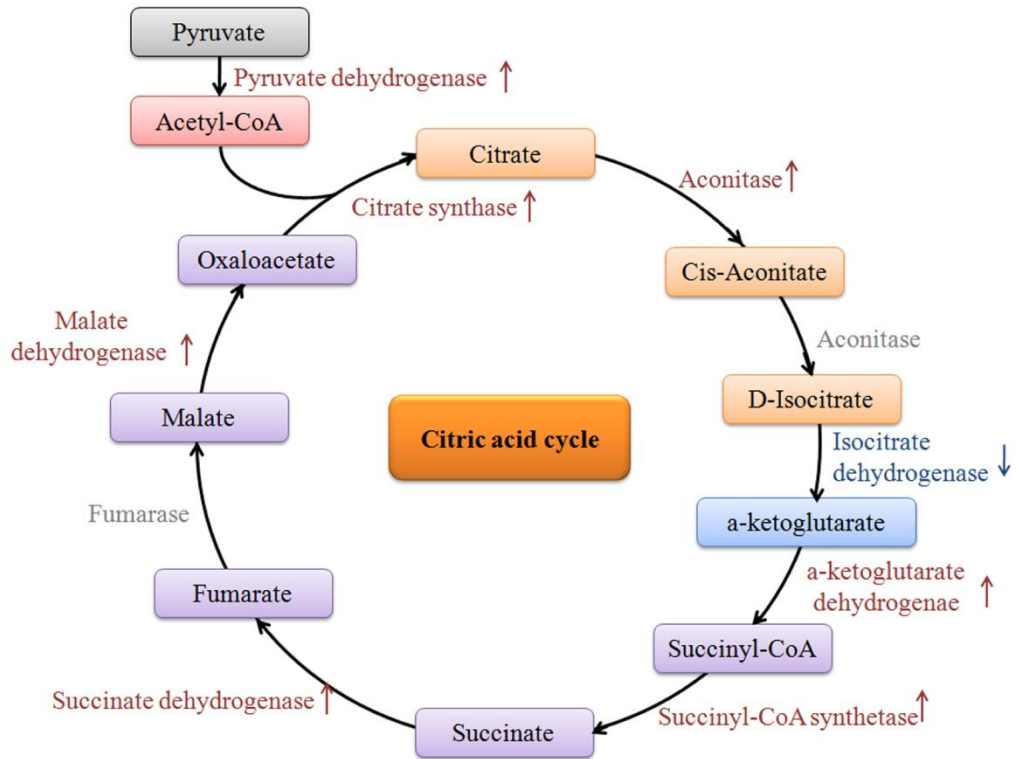 Pyruvate
Pyruvate dehydrogenase ↑
Acetyl-CoA
Citrate
Aconitase ↑
Citrate synthase ↑
Oxaloacetate
Cis-Aconitate
Malate
dehydrogenase ↑
Aconitase
D-Isocitrate
Malate
Citric acid cycle
Isocitrate
dehydrogenase ↓
a-ketoglutarate
Fumarase
a-ketoglutarate
dehydrogenae ↑
Fumarate
Succinyl-CoA
Succinate dehydrogenase ↑
Succinyl-CoA synthetase ↑
Succinate